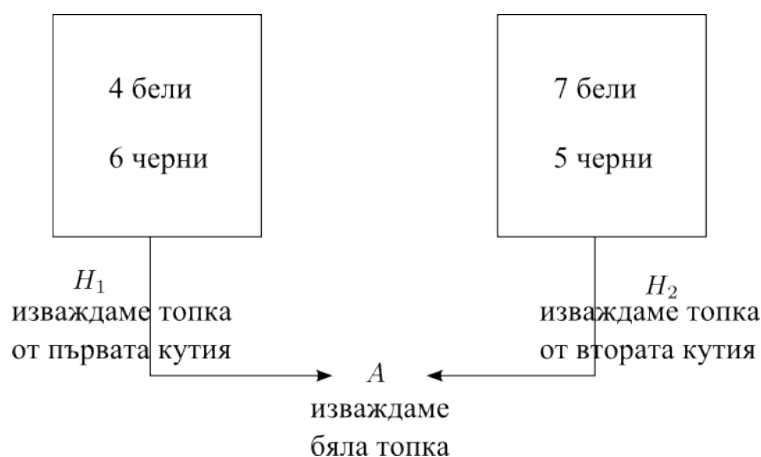 4 бели
6 черни
7 бели
5 черни
H₁
изваждаме топка
от първата кутия
H₂
изваждаме топка
от втората кутия
A
изваждаме
бяла топка